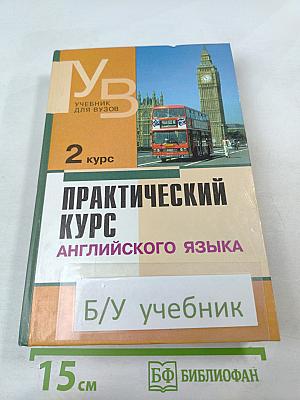 УВ
УЧЕБНИК
ДЛЯ ВУЗОВ
2 курс
ПРАКТИЧЕСКИЙ
КУРС
АНГЛИЙСКОГО ЯЗЫКА
Б/У учебник
15 см
БФ БИБЛИОФАН